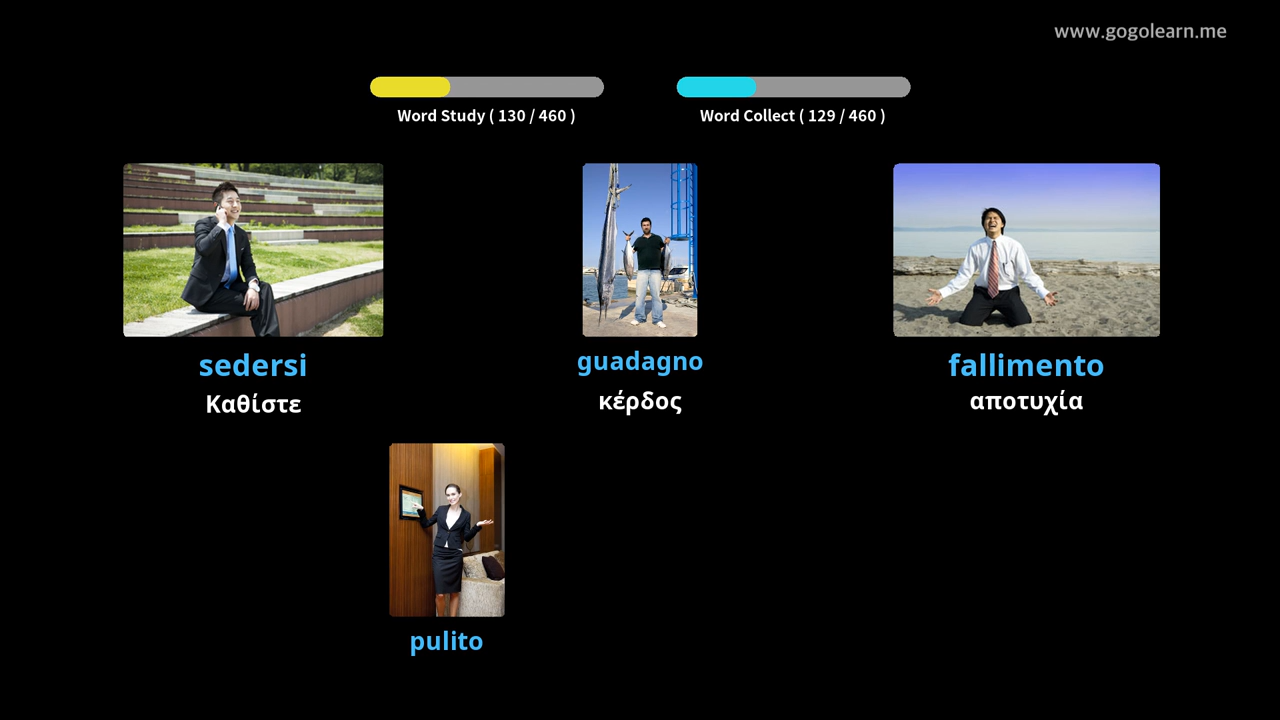 www.gogolearn.me
Word Study ( 130 / 460 )
Word Collect ( 129 / 460 )
sedersi
guadagno
fallimento
Καθίστε
κέρδος
αποτυχία
pulito